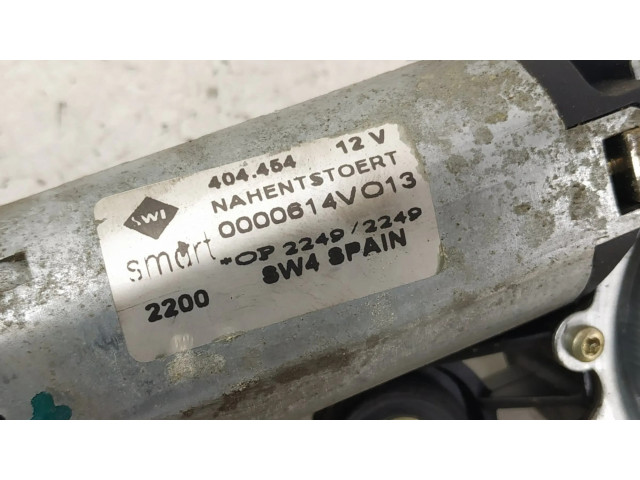 404.454 12 V
NAHENTSTOERT
SWI
0000614V013
smart
*OP 2249/2249
2200
SW4 SPAIN